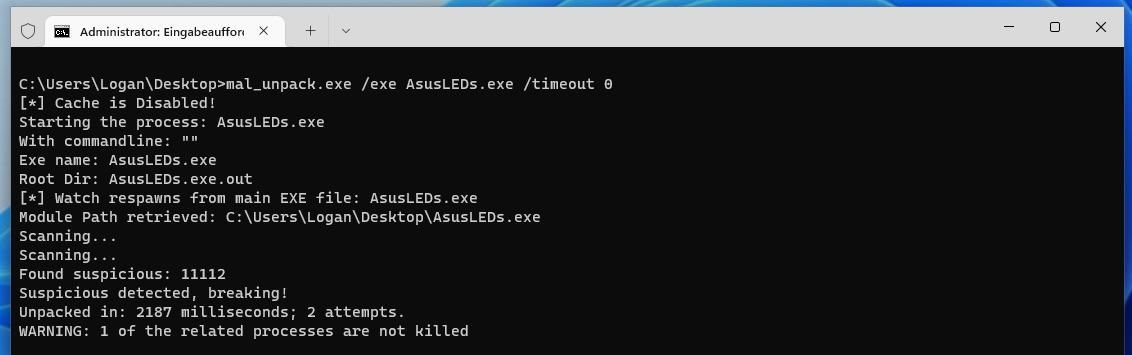 Administrator: Eingabeauffor
C:\Users\Logan\Desktop>mal_unpack.exe /exe AsusLEDs.exe /timeout 0
[*] Cache is Disabled!
Starting the process: AsusLEDs.exe
With commandline: ""
Exe name: AsusLEDs.exe
Root Dir: AsusLEDs.exe.out
[*] Watch respawns from main EXE file: AsusLEDs.exe
Module Path retrieved: C:\Users\Logan\Desktop\AsusLEDs.exe
Scanning...
Scanning...
Found suspicious: 11112
Suspicious detected, breaking!
Unpacked in: 2187 milliseconds; 2 attempts.
WARNING: 1 of the related processes are not killed